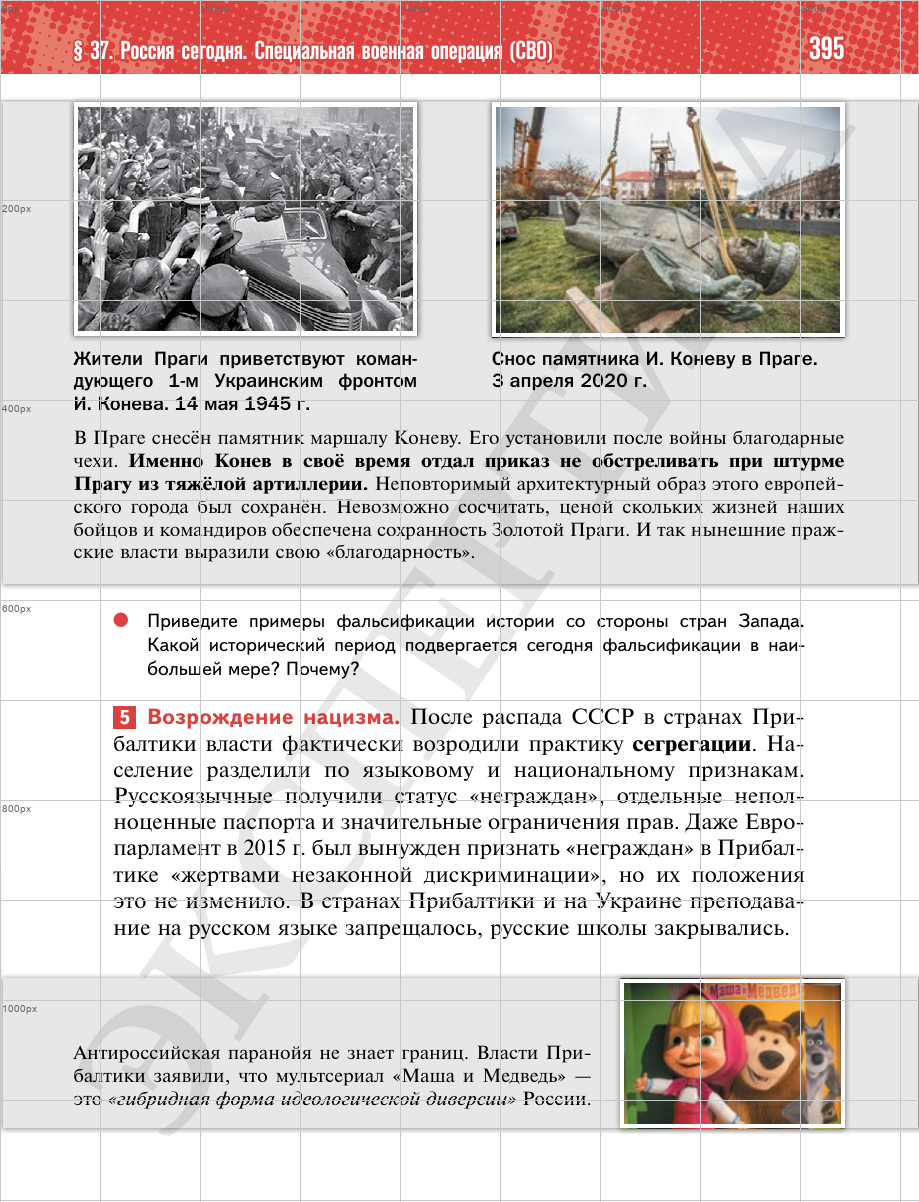 § 37. Россия сегодня. Специальная военная операция (СВО)
395
Жители Праги приветствуют коман-
дующего 1-м Украинским фронтом
И. Конева. 14 мая 1945 г.
Снос памятника И. Коневу в Праге.
3 апреля 2020 г.
В Праге снесён памятник маршалу Коневу. Его установили после войны благодарные
чехи. Именно Конев в своё время отдал приказ не обстреливать при штурме
Прагу из тяжёлой артиллерии. Неповторимый архитектурный образ этого европей-
ского города был сохранён. Невозможно сосчитать, ценой скольких жизней наших
бойцов и командиров обеспечена сохранность Золотой Праги. И так нынешние праж-
ские власти выразили свою «благодарность».
Приведите примеры фальсификации истории со стороны стран Запада.
Какой исторический период подвергается сегодня фальсификации в наи-
большей мере? Почему?
5 Возрождение нацизма. После распада СССР в странах При-
балтики власти фактически возродили практику сегрегации. На-
селение разделили по языковому и национальному признакам.
Русскоязычные получили статус «неграждан», отдельные непол-
ноценные паспорта и значительные ограничения прав. Даже Евро-
парламент в 2015 г. был вынужден признать «неграждан» в Прибал-
тике «жертвами незаконной дискриминации», но их положения
это не изменило. В странах Прибалтики и на Украине преподава-
ние на русском языке запрещалось, русские школы закрывались.
Маша и Медведь
Антироссийская паранойя не знает границ. Власти При-
балтики заявили, что мультсериал «Маша и Медведь» —
это «гибридная форма идеологической диверсии» России.
ЭКСПЕРТИЗА
200px
400px
600px
800px
1000px